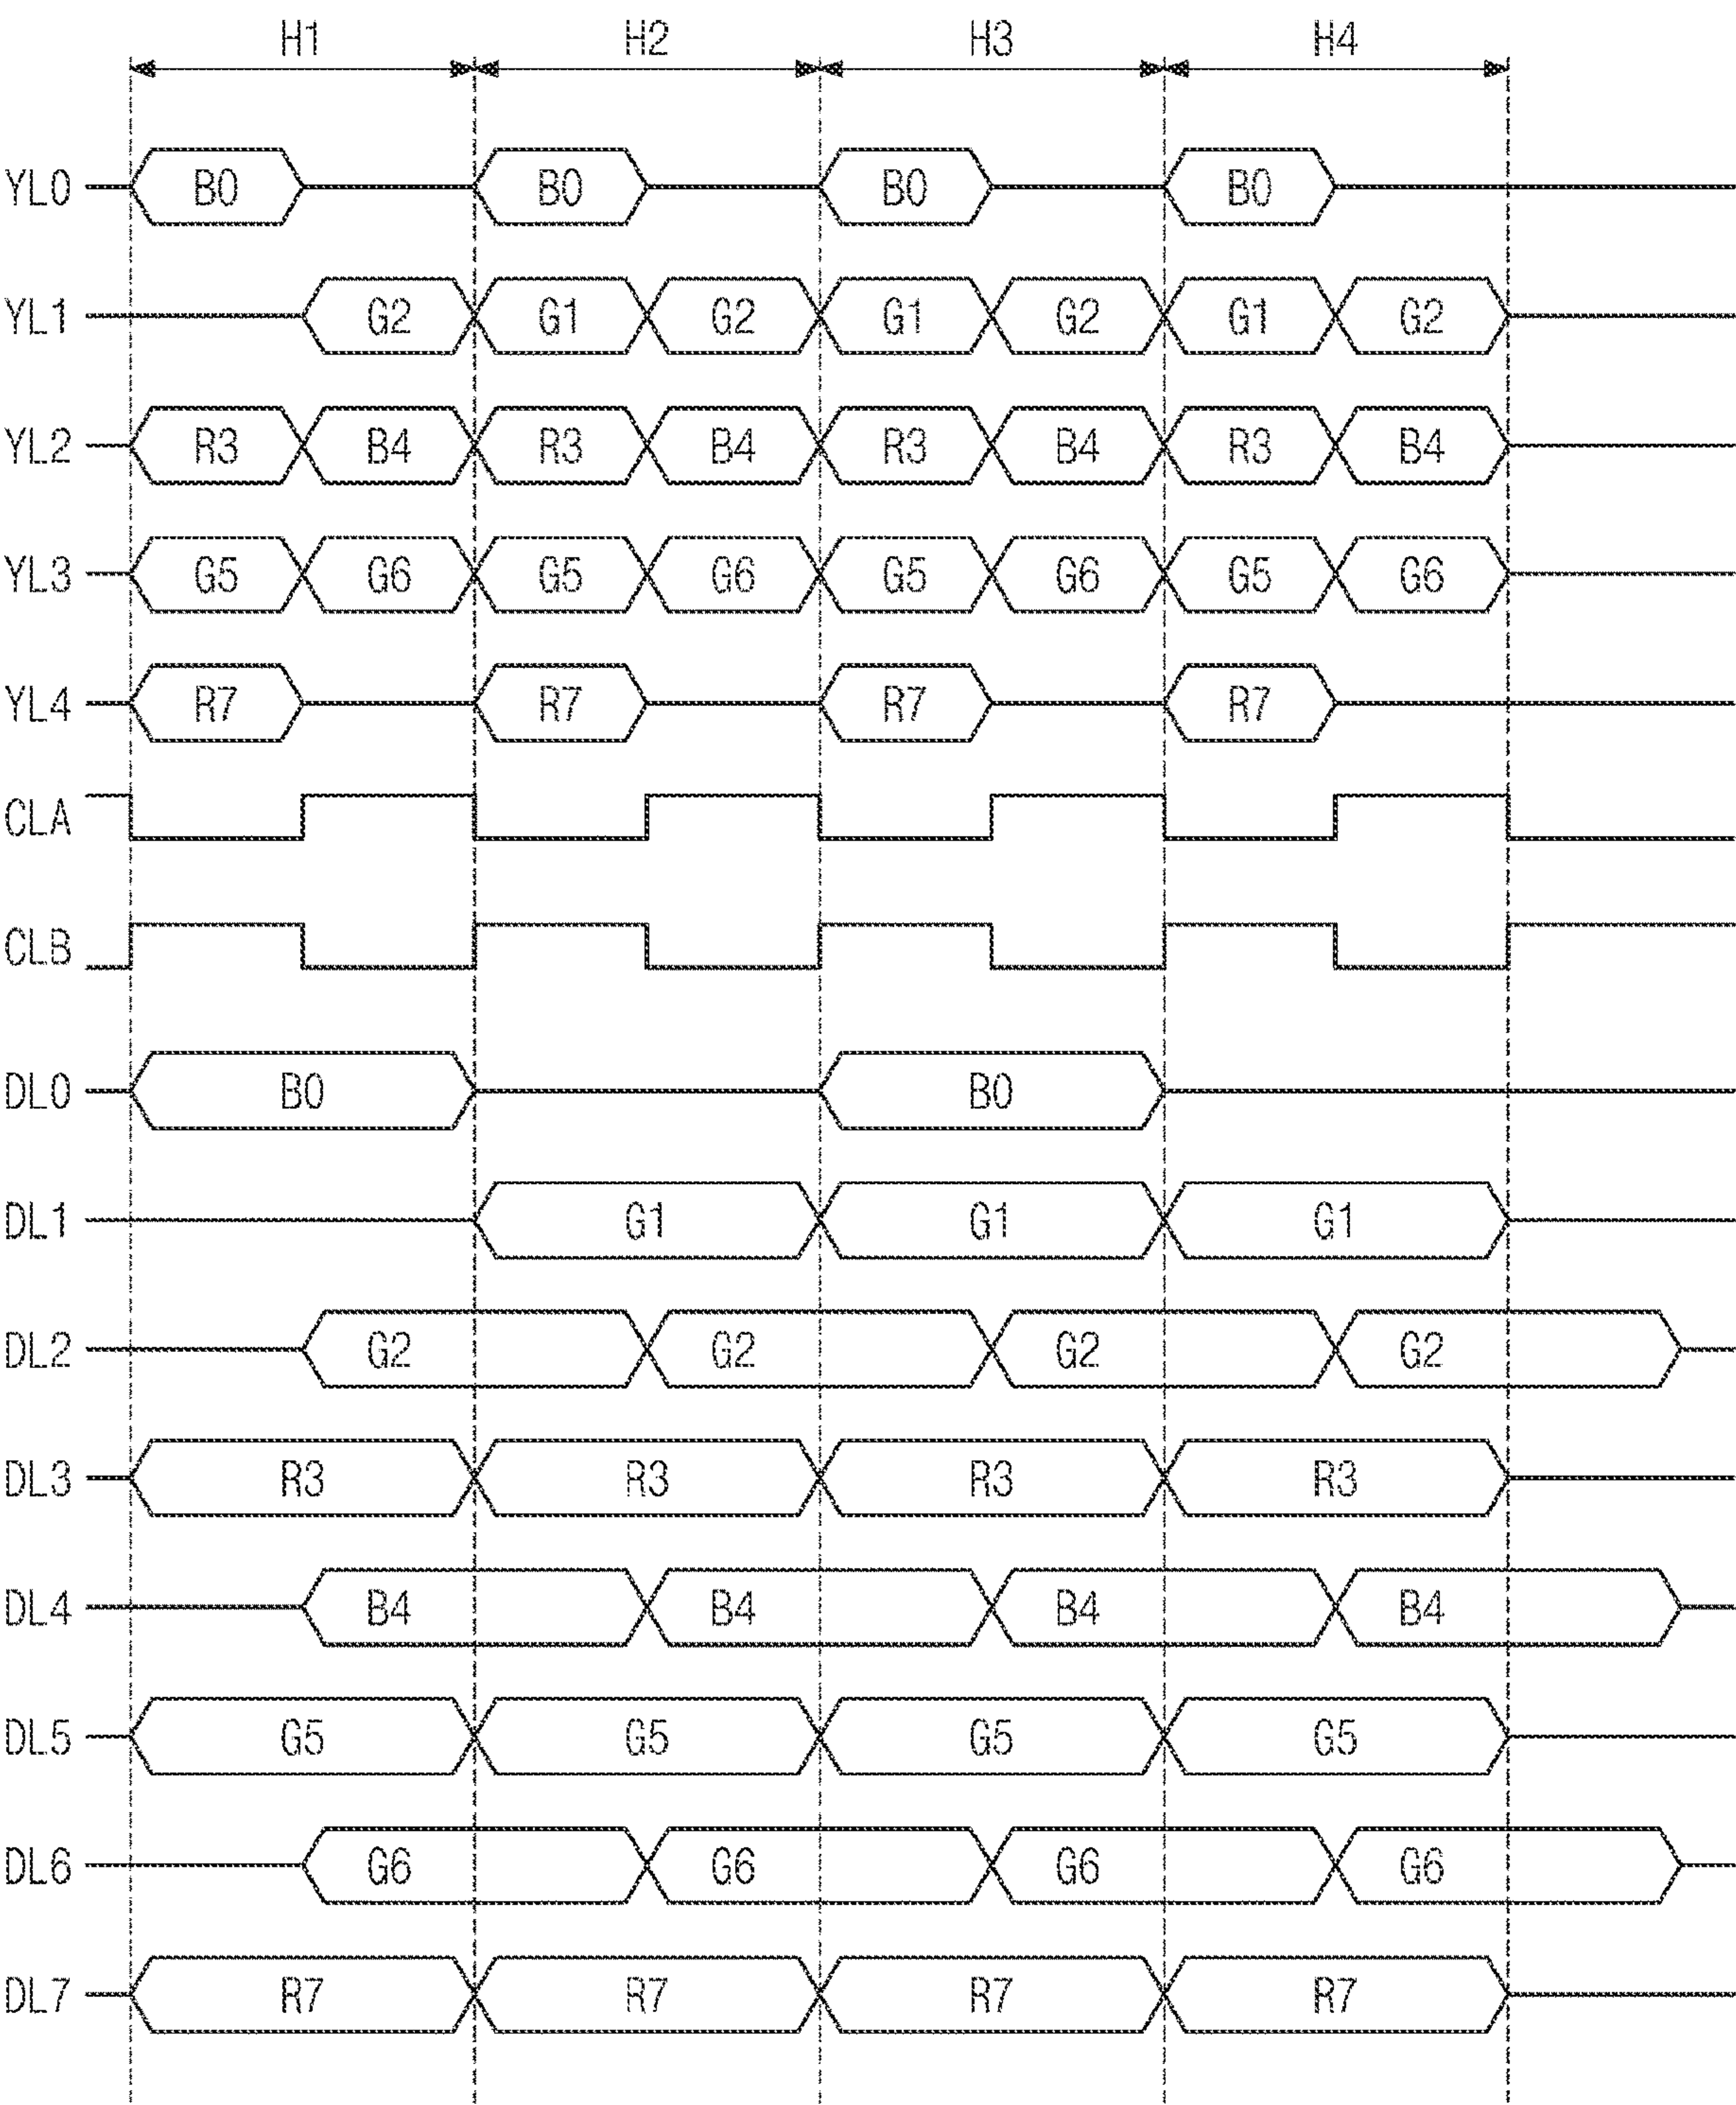 H1 H2 H3 H4
YL0 B0 B0 B0 B0
YL1 G2 G1 G2 G1 G2 G1 G2
YL2 R3 B4 R3 B4 R3 B4 R3 B4
YL3 G5 G6 G5 G6 G5 G6 G5 G6
YL4 R7 R7 R7 R7
CLA
CLB
DL0 B0 B0
DL1 G1 G1 G1
DL2 G2 G2 G2 G2
DL3 R3 R3 R3 R3
DL4 B4 B4 B4 B4
DL5 G5 G5 G5 G5
DL6 G6 G6 G6 G6
DL7 R7 R7 R7 R7